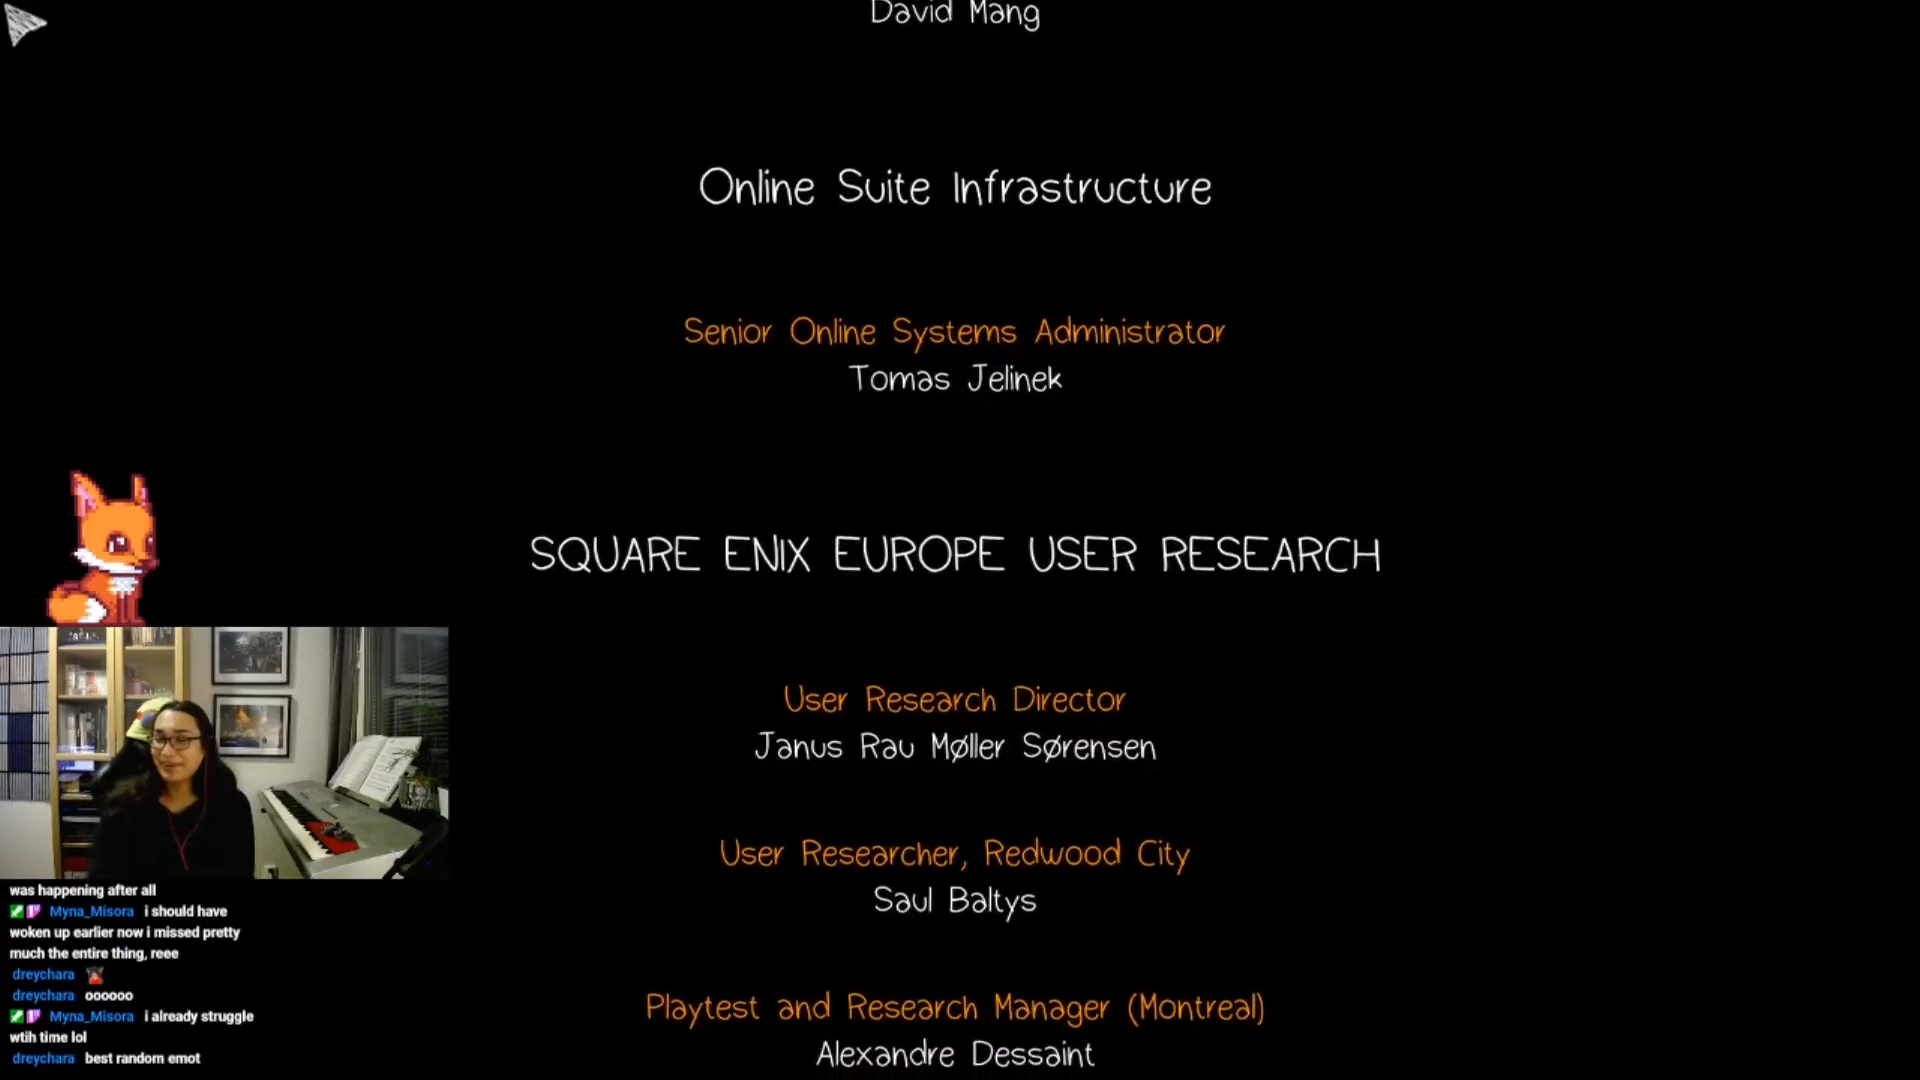 David Mang
Online Suite Infrastructure
Senior Online Systems Administrator
Tomas Jelinek
SQUARE ENIX EUROPE USER RESEARCH
User Research Director
Janus Rau Møller Sørensen
User Researcher, Redwood City
Saul Baltys
Playtest and Research Manager (Montreal)
Alexandre Dessaint
was happening after all
Myna_Misora i should have
woken up earlier now i missed pretty
much the entire thing, reee
dreychara
dreychara oooooo
Myna_Misora i already struggle
wtih time lol
dreychara best random emot